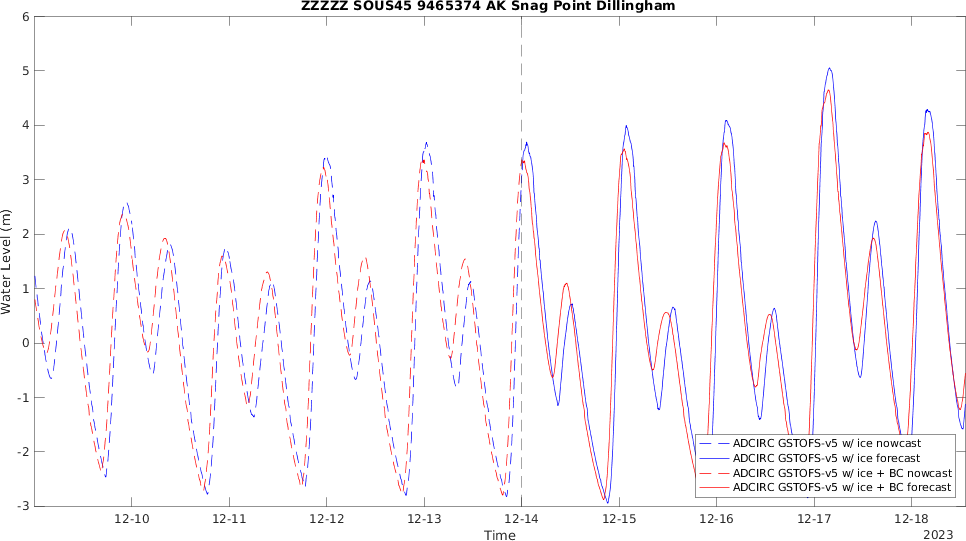 ZZZZZ SOUS45 9465374 AK Snag Point Dillingham
Water Level (m)
6
5
4
3
2
1
0
-1
-2
-3
ADCIRC GSTOFS-v5 w/ ice nowcast
ADCIRC GSTOFS-v5 w/ ice forecast
ADCIRC GSTOFS-v5 w/ ice + BC nowcast
ADCIRC GSTOFS-v5 w/ ice + BC forecast
12-10 12-11 12-12 12-13 12-14 12-15 12-16 12-17 12-18
Time
2023